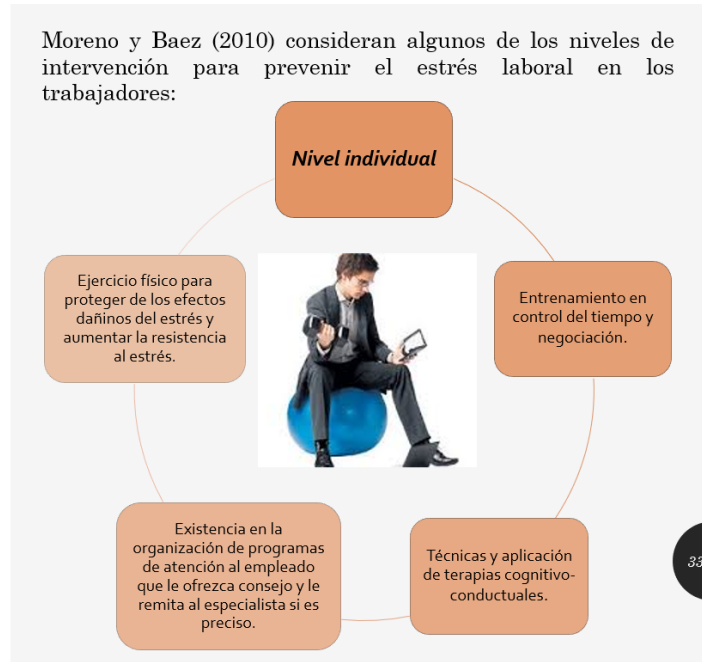 Moreno y Baez (2010) consideran algunos de los niveles de
intervención para prevenir el estrés laboral en los
trabajadores:
Nivel individual
Entrenamiento en
control del tiempo y
negociación.
Técnicas y aplicación
de terapias cognitivo-
conductuales.
Existencia en la
organización de programas
de atención al empleado
que le ofrezca consejo y le
remita al especialista si es
preciso.
Ejercicio físico para
proteger de los efectos
dañinos del estrés y
aumentar la resistencia
al estrés.
33